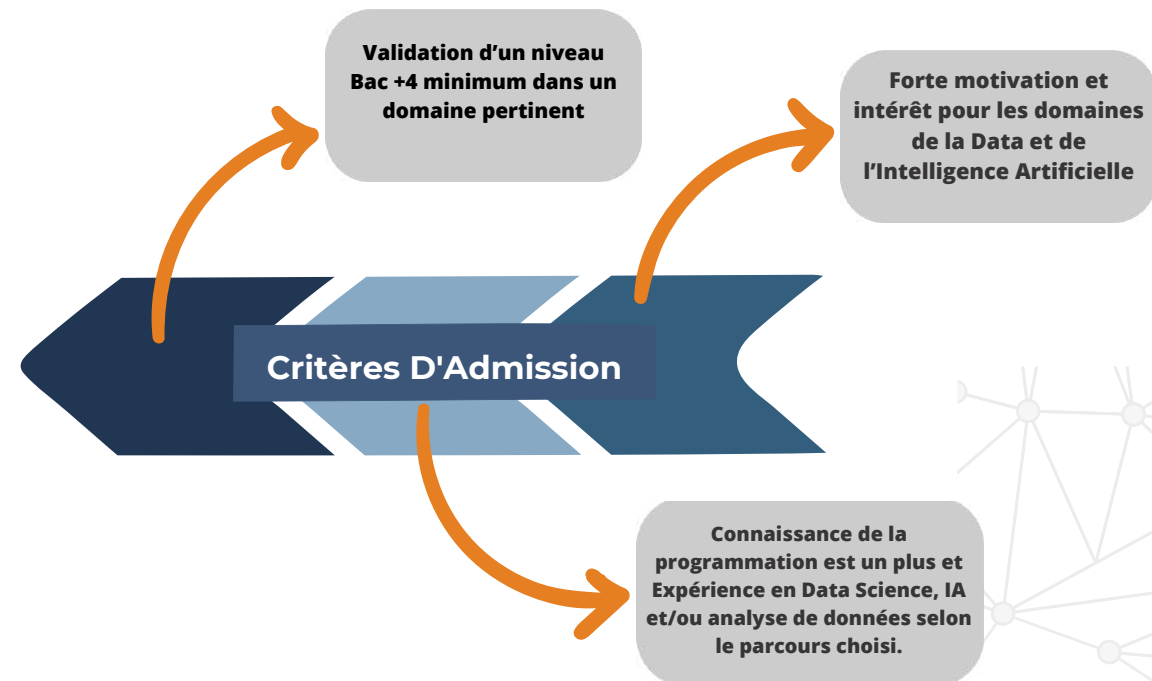 Validation d’un niveau
Bac +4 minimum dans un
domaine pertinent
Forte motivation et
intérêt pour les domaines
de la Data et de
l’Intelligence Artificielle
Critères D'Admission
Connaissance de la
programmation est un plus et
Expérience en Data Science, IA
et/ou analyse de données selon
le parcours choisi.